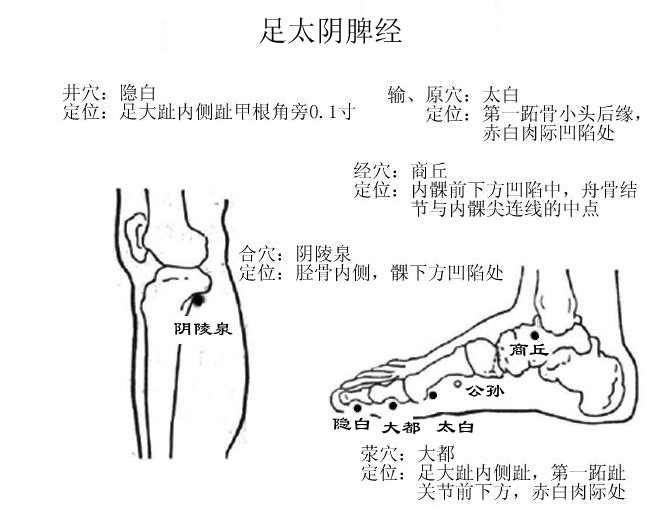 足太阴脾经
井穴：隐白
定位：足大趾内侧趾甲根角旁0.1寸
输、原穴：太白
定位：第一跖骨小头后缘，
赤白肉际凹陷处
经穴：商丘
定位：内髁前下方凹陷中，舟骨结
节与内髁尖连线的中点
合穴：阴陵泉
定位：胫骨内侧，髁下方凹陷处
阴陵泉
商丘
公孙
隐白
大都
太白
荥穴：大都
定位：足大趾内侧趾，第一跖趾
关节前下方，赤白肉际处